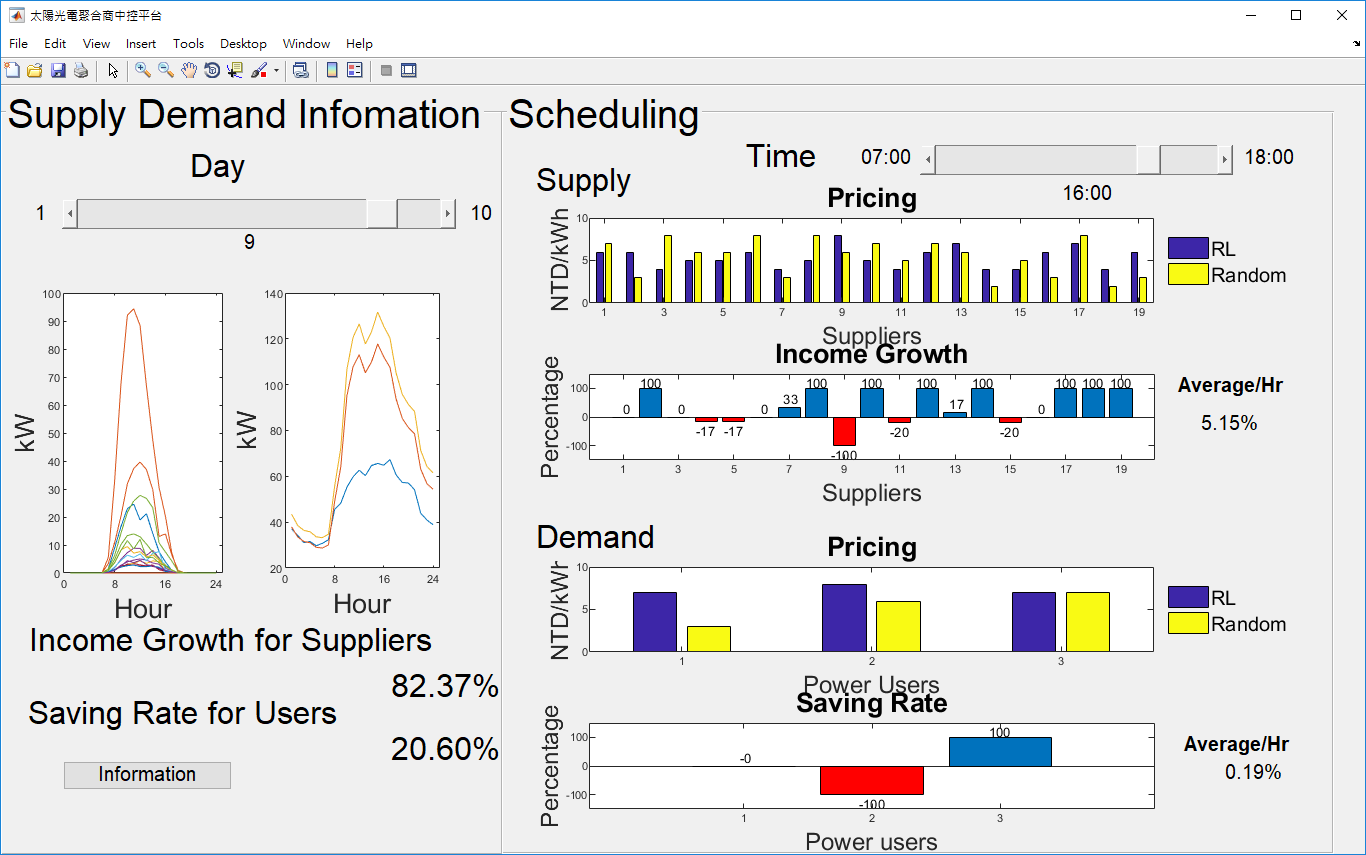 太陽光電聚合商中控平台
File Edit View Insert Tools Desktop Window Help
Supply Demand Infomation
Day
1 10
9
kW
100
90
80
70
60
50
40
30
20
10
0
0 8 16 24
Hour
kW
140
120
100
80
60
40
20
0 8 16 24
Hour
Income Growth for Suppliers
82.37%
Saving Rate for Users
20.60%
Information
Scheduling
Time 07:00 18:00
16:00
Supply
Pricing
NTD/kWh
10
5
0
1 3 5 7 9 11 13 15 17 19
Suppliers
RL
Random
Income Growth
Percentage
100
0
-100
0 100 0 -17 -17 0 33 100 -100 100 -20 100 17 100 -20 0 100 100 100
1 3 5 7 9 11 13 15 17 19
Suppliers
Average/Hr
5.15%
Demand
Pricing
NTD/kWh
10
5
0
1 2 3
Power Users
RL
Random
Saving Rate
Percentage
100
0
-100
-0 -100 100
1 2 3
Power users
Average/Hr
0.19%